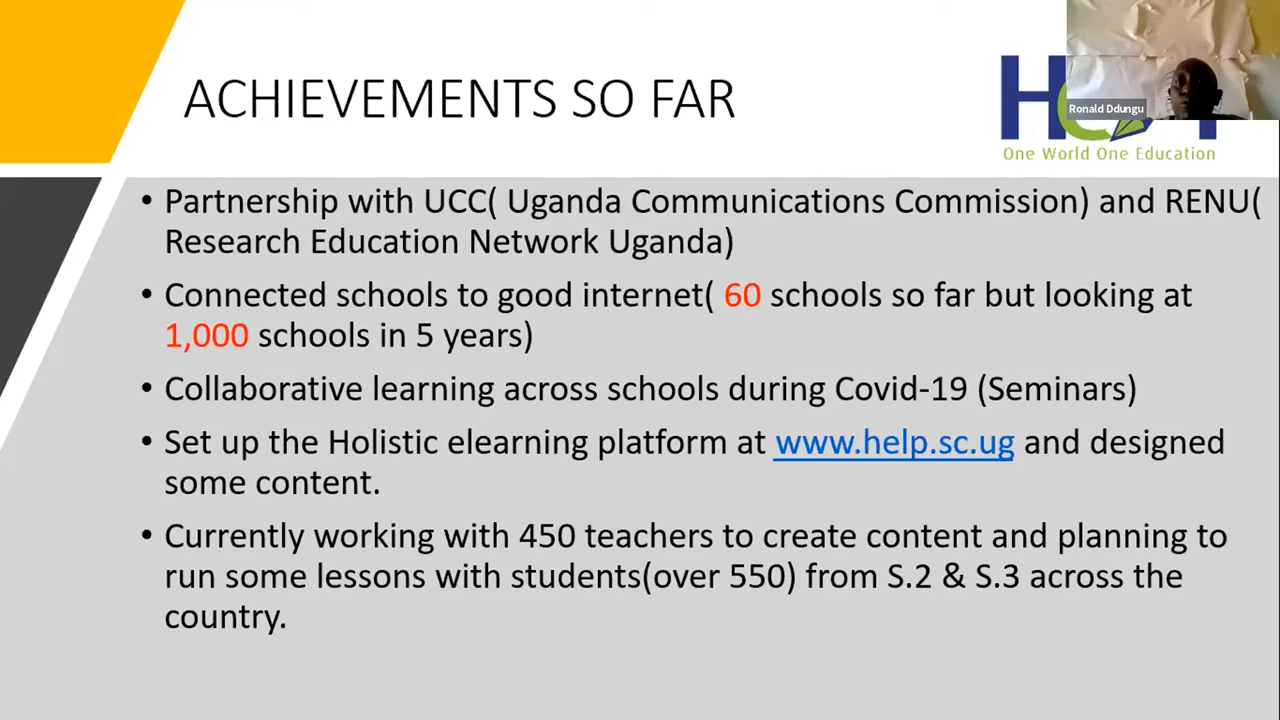 ACHIEVEMENTS SO FAR
Ronald Ddungu
One World One Education
• Partnership with UCC( Uganda Communications Commission) and RENU(
Research Education Network Uganda)
• Connected schools to good internet( 60 schools so far but looking at
1,000 schools in 5 years)
• Collaborative learning across schools during Covid-19 (Seminars)
• Set up the Holistic elearning platform at www.help.sc.ug and designed
some content.
• Currently working with 450 teachers to create content and planning to
run some lessons with students(over 550) from S.2 & S.3 across the
country.